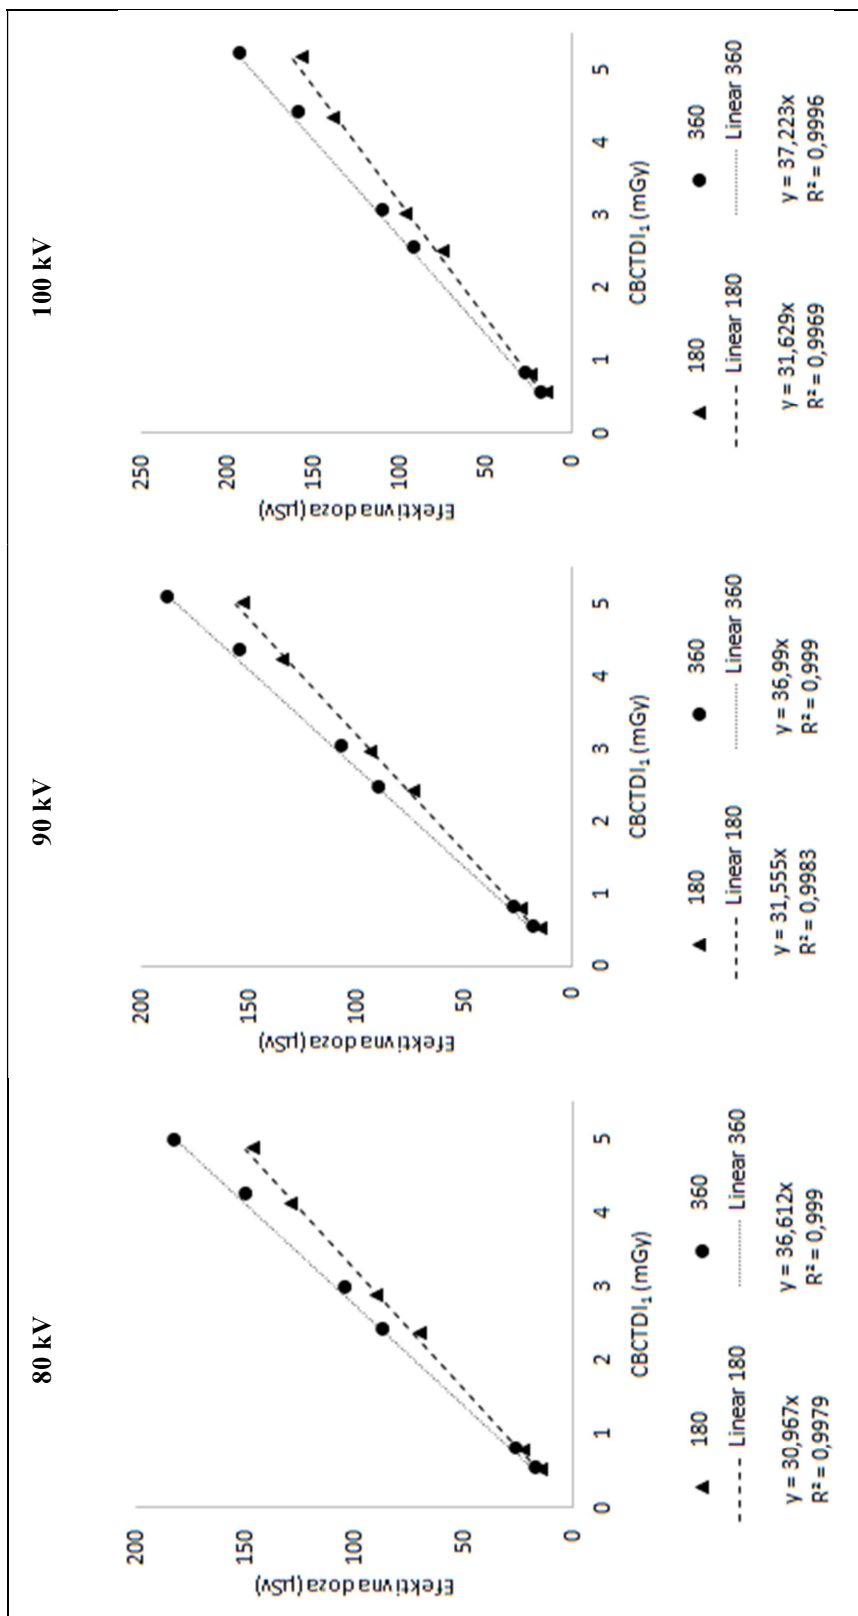 80 kV
Efektivna doza (µSv)
200
150
100
50
0
0 1 2 3 4 5
CBCTDI₁ (mGy)
180 360
Linear 180 Linear 360
y = 30,967x y = 36,612x
R² = 0,9979 R² = 0,999
90 kV
Efektivna doza (µSv)
200
150
100
50
0
0 1 2 3 4 5
CBCTDI₁ (mGy)
180 360
Linear 180 Linear 360
y = 31,555x y = 36,99x
R² = 0,9983 R² = 0,999
100 kV
Efektivna doza (µSv)
250
200
150
100
50
0
0 1 2 3 4 5
CBCTDI₁ (mGy)
180 360
Linear 180 Linear 360
y = 31,629x y = 37,223x
R² = 0,9969 R² = 0,9996